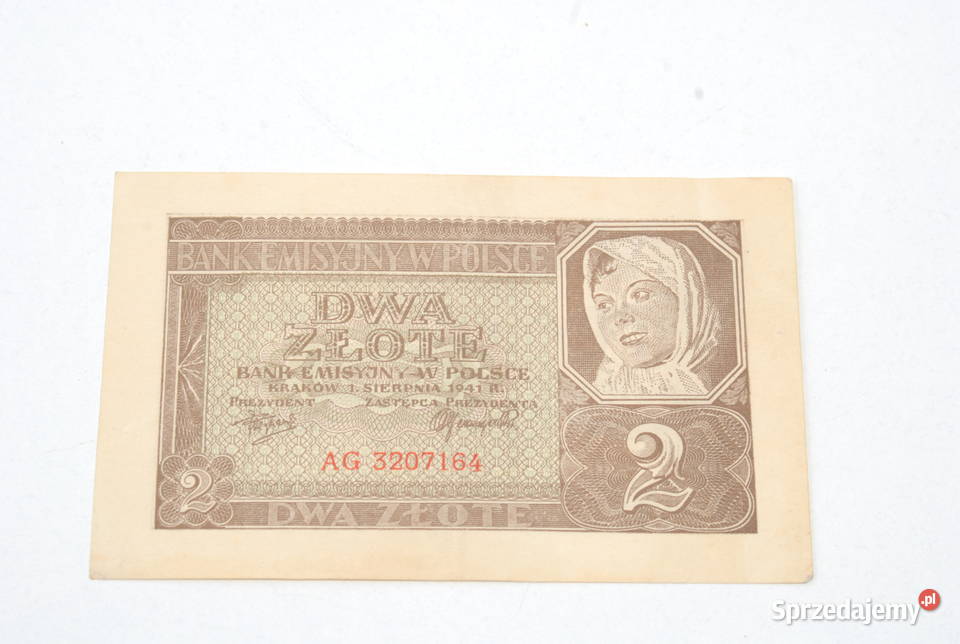 BANK EMISYJNY W POLSCE
DWA
ZŁOTE
BANK EMISYJNY W POLSCE
KRAKÓW 1. SIERPNIA 1941 R.
PREZYDENT ZASTĘPCA PREZYDENTA
AG 3207164
2
2
DWA ZŁOTE
Sprzedajemy.pl